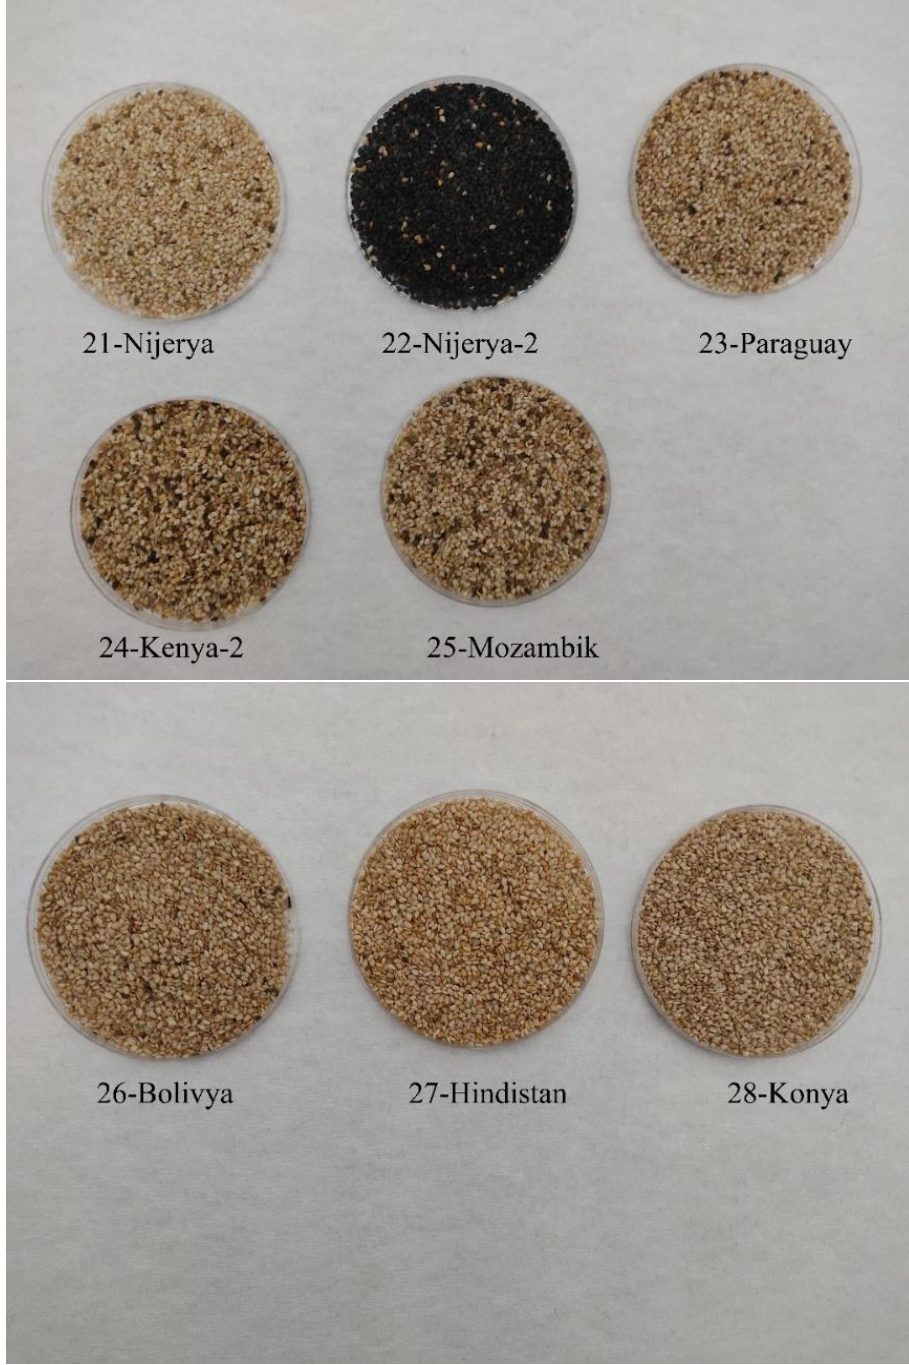 21-Nijerya
22-Nijerya-2
23-Paraguay
24-Kenya-2
25-Mozambik
26-Bolivya
27-Hindistan
28-Konya